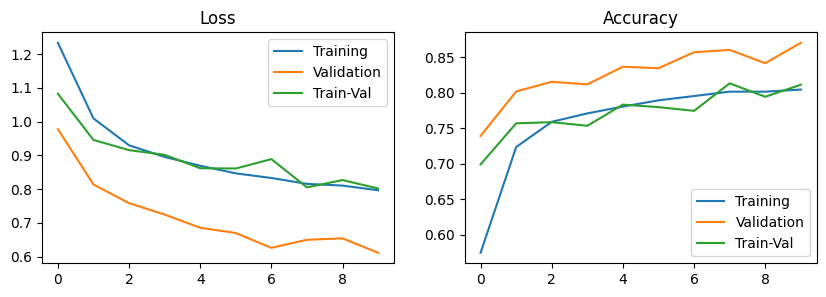 Loss
1.2
1.1
1.0
0.9
0.8
0.7
0.6
0 2 4 6 8
Training
Validation
Train-Val
Accuracy
0.85
0.80
0.75
0.70
0.65
0.60
0 2 4 6 8
Training
Validation
Train-Val